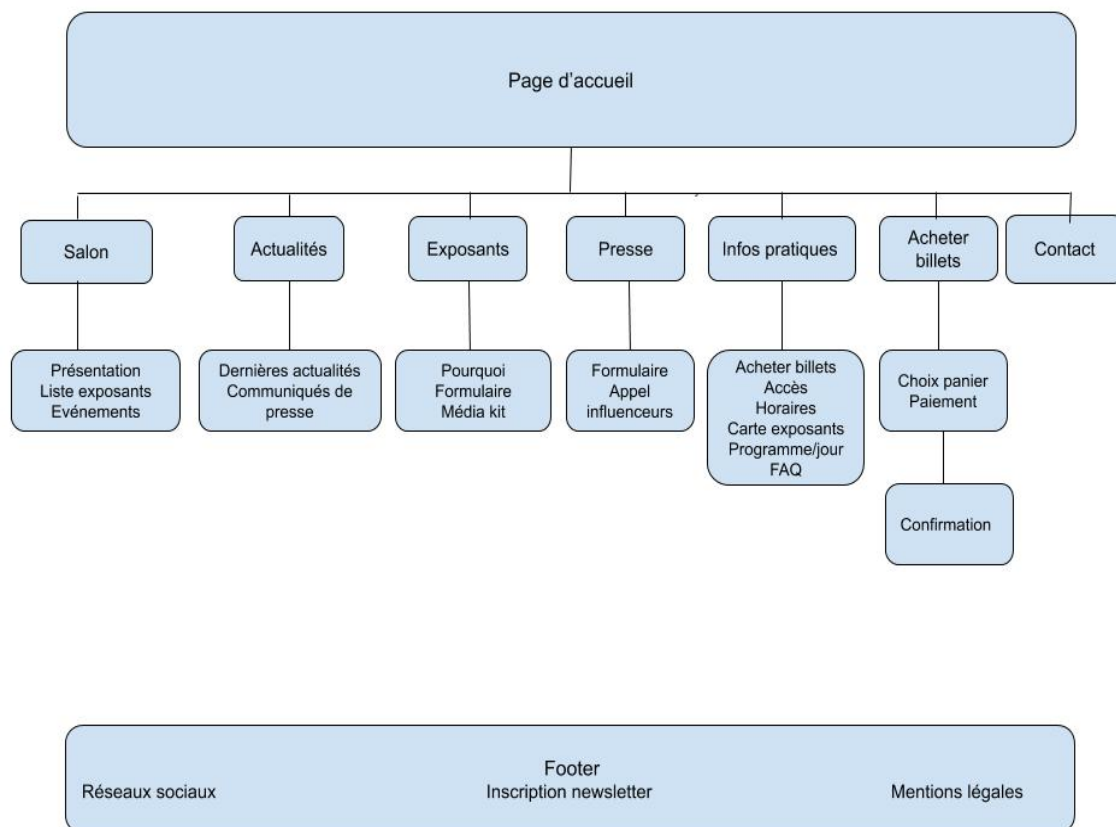 Page d'accueil
Salon
Actualités
Exposants
Presse
Infos pratiques
Acheter
billets
Contact
Présentation
Liste exposants
Evénements
Dernières actualités
Communiqués de
presse
Pourquoi
Formulaire
Média kit
Formulaire
Appel
influenceurs
Acheter billets
Accès
Horaires
Carte exposants
Programme/jour
FAQ
Choix panier
Paiement
Confirmation
Footer
Réseaux sociaux
Inscription newsletter
Mentions légales